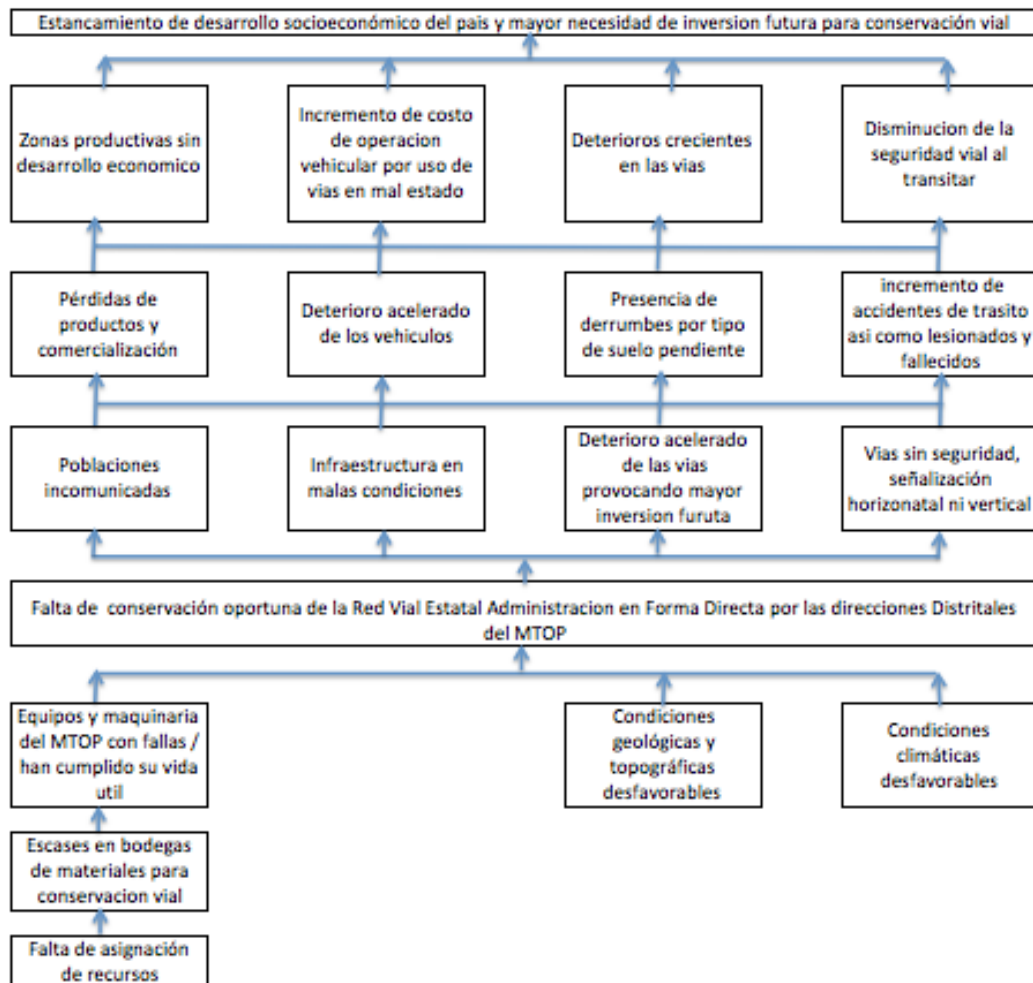 Estancamiento de desarrollo socioeconómico del pais y mayor necesidad de inversion futura para conservación vial
Zonas productivas sin
desarrollo economico
Incremento de costo
de operacion
vehicular por uso de
vias en mal estado
Deterioros crecientes
en las vias
Disminucion de la
seguridad vial al
transitar
Pérdidas de
productos y
comercialización
Deterioro acelerado
de los vehiculos
Presencia de
derrumbes por tipo
de suelo pendiente
incremento de
accidentes de trasito
asi como lesionados y
fallecidos
Poblaciones
incomunicadas
Infraestructura en
malas condiciones
Deterioro acelerado
de las vias
provocando mayor
inversion furuta
Vias sin seguridad,
señalización
horizonatal ni vertical
Falta de conservación oportuna de la Red Vial Estatal Administracion en Forma Directa por las direcciones Distritales
del MTOP
Equipos y maquinaria
del MTOP con fallas /
han cumplido su vida
util
Condiciones
geológicas y
topográficas
desfavorables
Condiciones
climáticas
desfavorables
Escases en bodegas
de materiales para
conservacion vial
Falta de asignación
de recursos